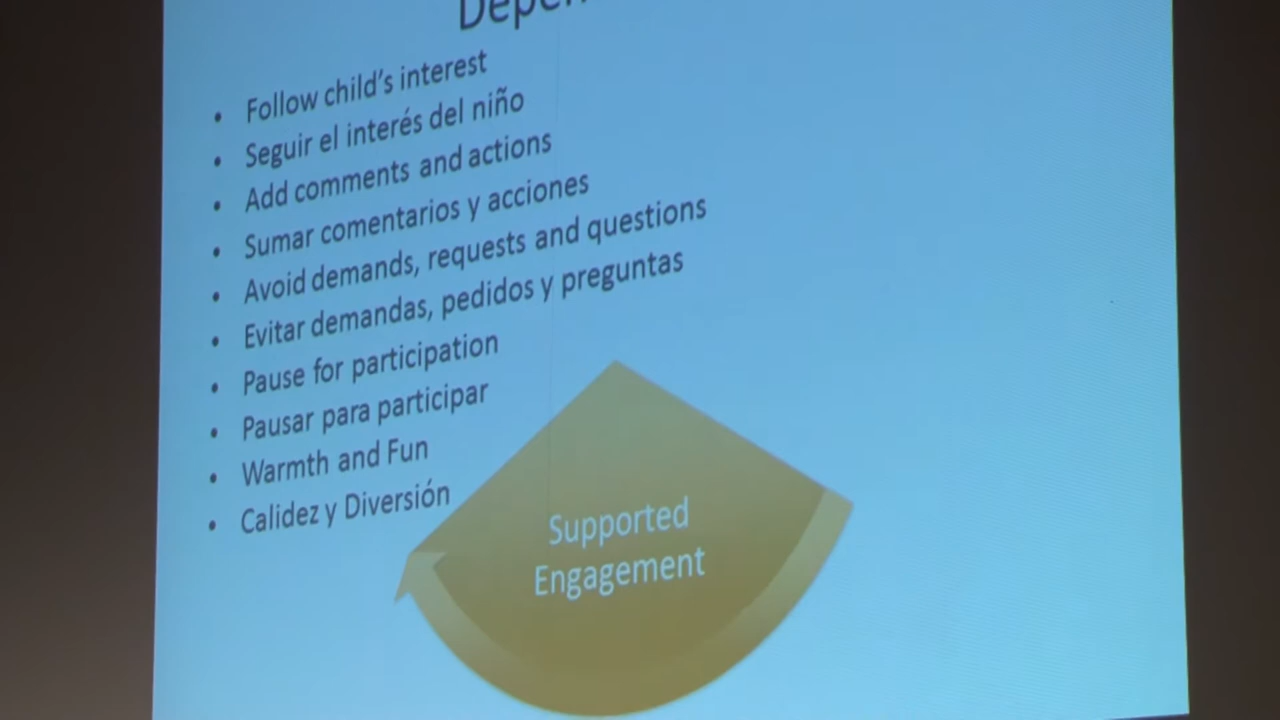 Follow child's interest
Seguir el interés del niño
Add comments and actions
Sumar comentarios y acciones
Avoid demands, requests and questions
Evitar demandas, pedidos y preguntas
Pause for participation
Pausar para participar
Warmth and Fun
Calidez y Diversión
Supported
Engagement